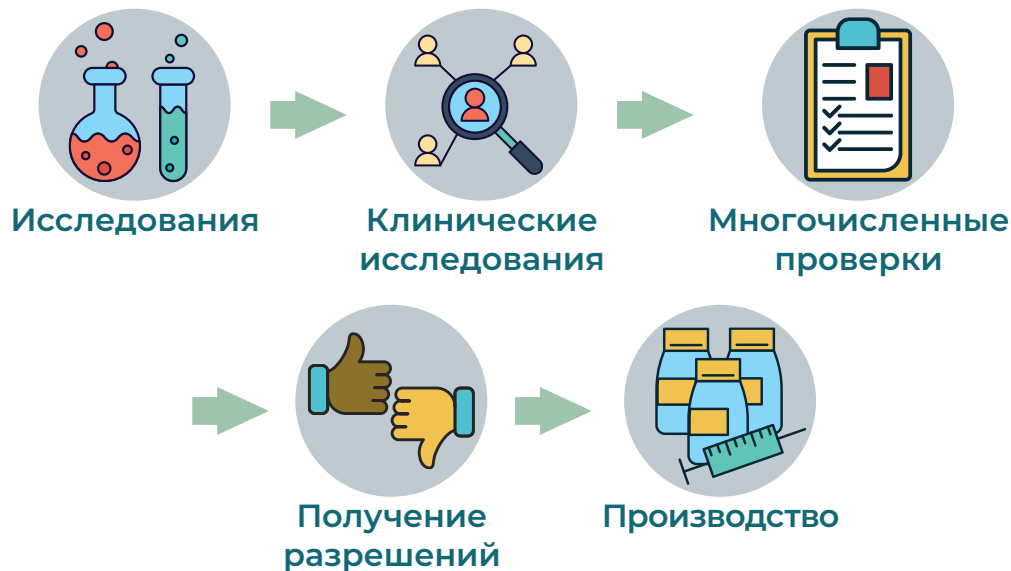 Исследования
Клинические
исследования
Многочисленные
проверки
Получение
разрешений
Производство